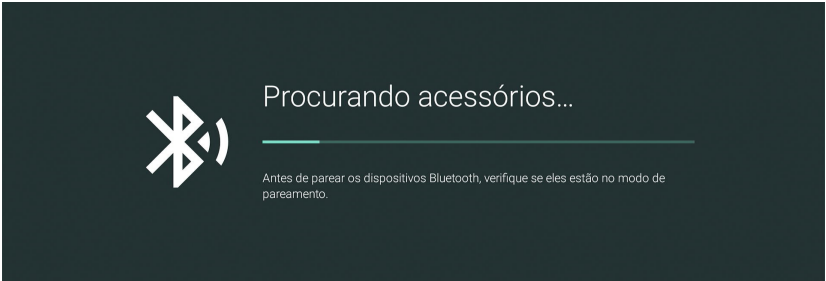 Procurando acessórios...
Antes de parear os dispositivos Bluetooth, verifique se eles estão no modo de
pareamento.